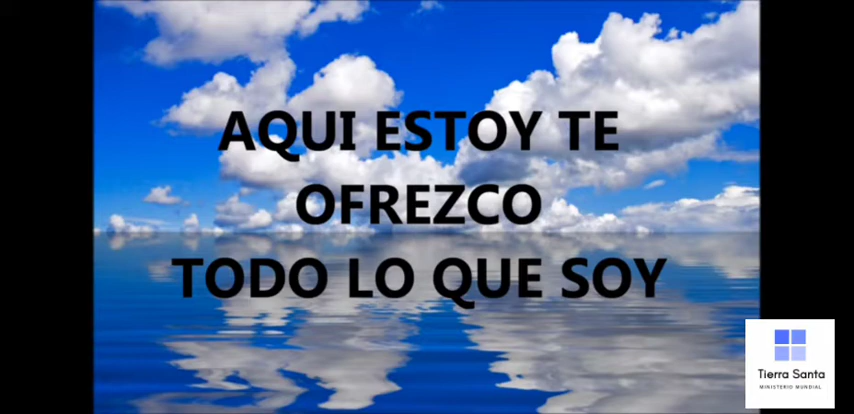 AQUI ESTOY TE
OFREZCO
TODO LO QUE SOY
Tierra Santa
MINISTERIO MUNDIAL